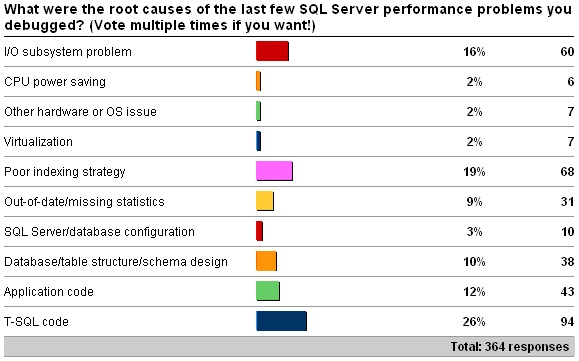 What were the root causes of the last few SQL Server performance problems you
debugged? (Vote multiple times if you want!)
I/O subsystem problem 16% 60
CPU power saving 2% 6
Other hardware or OS issue 2% 7
Virtualization 2% 7
Poor indexing strategy 19% 68
Out-of-date/missing statistics 9% 31
SQL Server/database configuration 3% 10
Database/table structure/schema design 10% 38
Application code 12% 43
T-SQL code 26% 94
Total: 364 responses